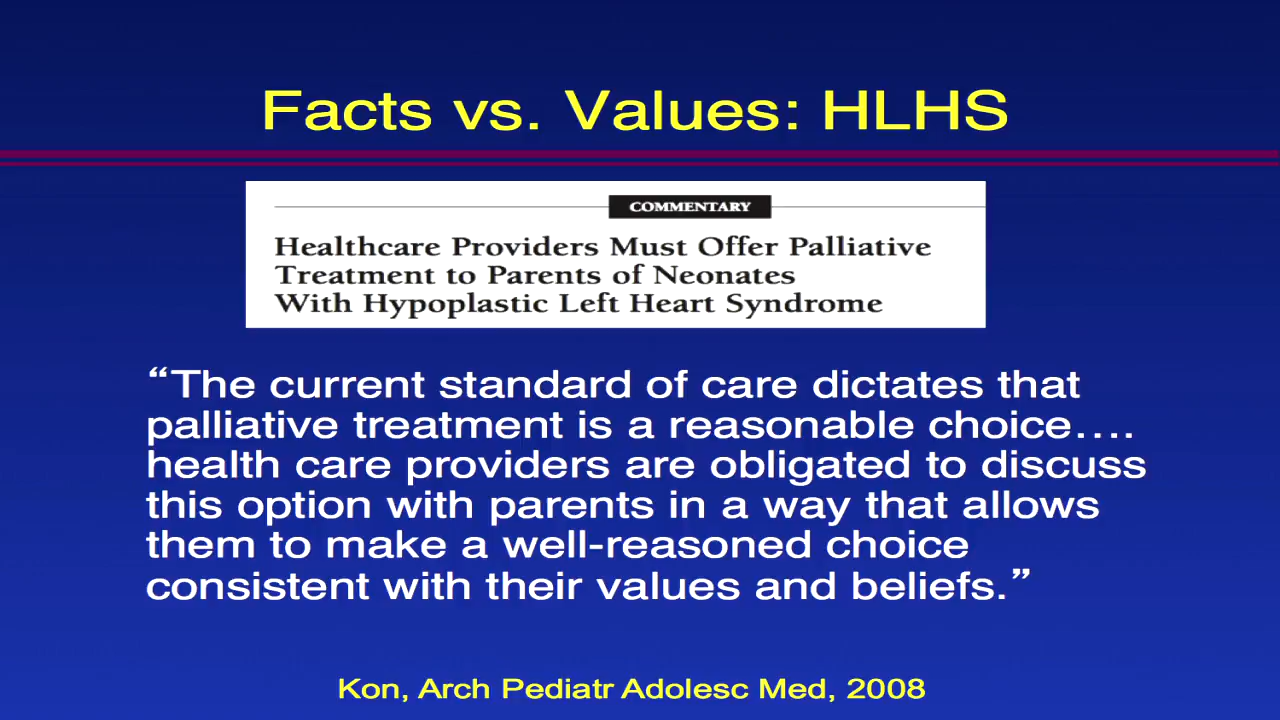 Facts vs. Values: HLHS
COMMENTARY
Healthcare Providers Must Offer Palliative
Treatment to Parents of Neonates
With Hypoplastic Left Heart Syndrome
“The current standard of care dictates that
palliative treatment is a reasonable choice….
health care providers are obligated to discuss
this option with parents in a way that allows
them to make a well-reasoned choice
consistent with their values and beliefs.”
Kon, Arch Pediatr Adolesc Med, 2008